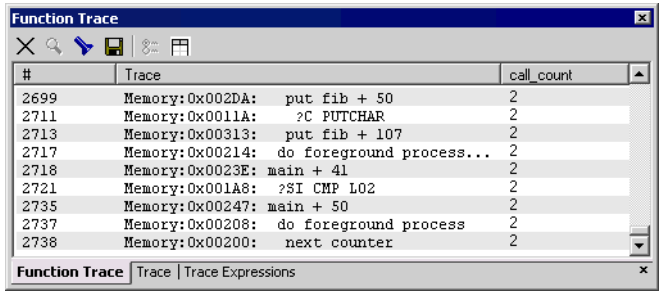 Function Trace
# Trace call_count
2699 Memory:0x002DA: put fib + 50 2
2711 Memory:0x0011A: ?C PUTCHAR 2
2713 Memory:0x00313: put fib + 107 2
2717 Memory:0x00214: do foreground process... 2
2718 Memory:0x0023E: main + 41 2
2721 Memory:0x001A8: ?SI CMP L02 2
2735 Memory:0x00247: main + 50 2
2737 Memory:0x00208: do foreground process 2
2738 Memory:0x00200: next counter 2
Function Trace Trace | Trace Expressions